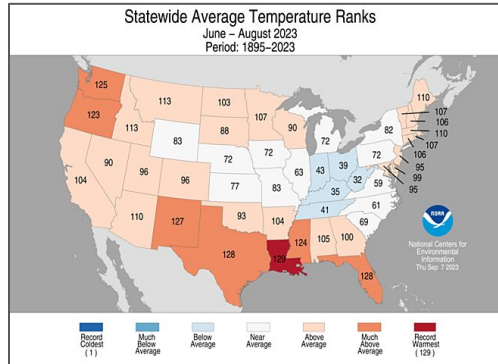 Statewide Average Temperature Ranks
June – August 2023
Period: 1895–2023
125
123
113
103
107
110
107
106
110
107
106
95
99
95
113
88
90
72
82
83
72
104
90
96
96
72
77
83
63
43
39
72
32
59
35
61
41
69
110
127
93
104
128
129
124
105
100
128
NOAA
National Centers for
Environmental
Information
Thu Sep 7 2023
Record
Coldest
( 1 )
Much
Below
Average
Below
Average
Near
Average
Above
Average
Much
Above
Average
Record
Warmest
( 129 )